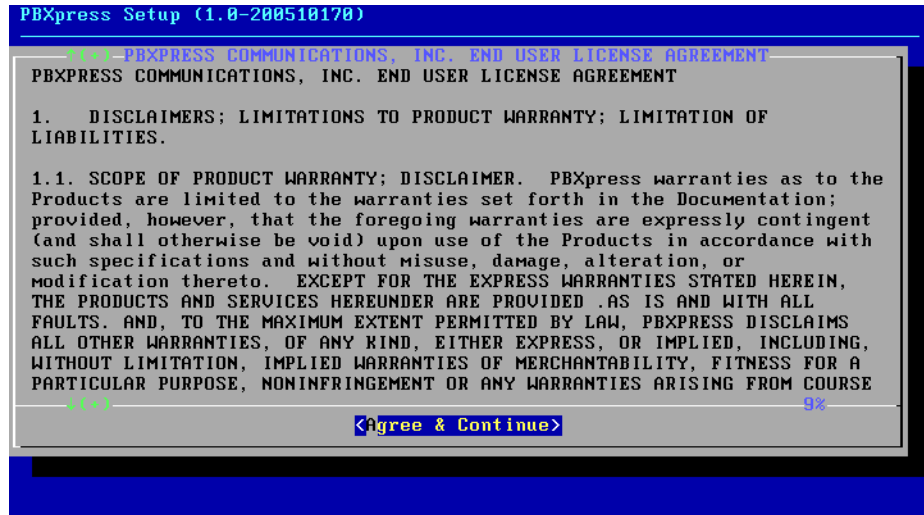 PBXpress Setup (1.0-200510170)
↑(+) PBXPRESS COMMUNICATIONS, INC. END USER LICENSE AGREEMENT
PBXPRESS COMMUNICATIONS, INC. END USER LICENSE AGREEMENT
1. DISCLAIMERS; LIMITATIONS TO PRODUCT WARRANTY; LIMITATION OF
LIABILITIES.
1.1. SCOPE OF PRODUCT WARRANTY; DISCLAIMER. PBXpress warranties as to the
Products are limited to the warranties set forth in the Documentation;
provided, however, that the foregoing warranties are expressly contingent
(and shall otherwise be void) upon use of the Products in accordance with
such specifications and without misuse, damage, alteration, or
modification thereto. EXCEPT FOR THE EXPRESS WARRANTIES STATED HEREIN,
THE PRODUCTS AND SERVICES HEREUNDER ARE PROVIDED .AS IS AND WITH ALL
FAULTS. AND, TO THE MAXIMUM EXTENT PERMITTED BY LAW, PBXPRESS DISCLAIMS
ALL OTHER WARRANTIES, OF ANY KIND, EITHER EXPRESS, OR IMPLIED, INCLUDING,
WITHOUT LIMITATION, IMPLIED WARRANTIES OF MERCHANTABILITY, FITNESS FOR A
PARTICULAR PURPOSE, NONINFRINGEMENT OR ANY WARRANTIES ARISING FROM COURSE
↓(+) 9%
<Agree & Continue>